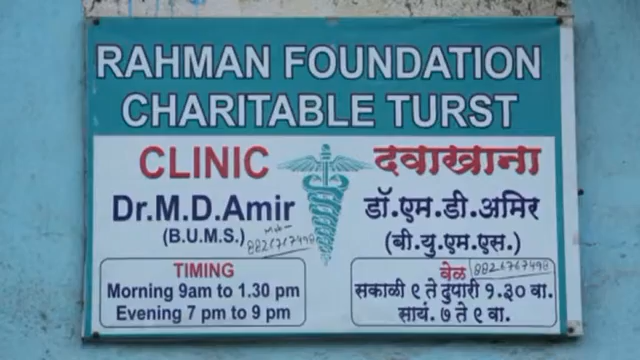 RAHMAN FOUNDATION
CHARITABLE TURST
CLINIC
Dr.M.D.Amir
(B.U.M.S.)
Mob-
TIMING
Morning 9am to 1.30 pm
Evening 7 pm to 9 pm
दवाखाना
डॉ.एम.डी.अमिर
(बी.यु.एम.एस.)
वेळ
सकाळी ९ ते दुपारी १.३० वा.
सायं. ७ ते ९ वा.